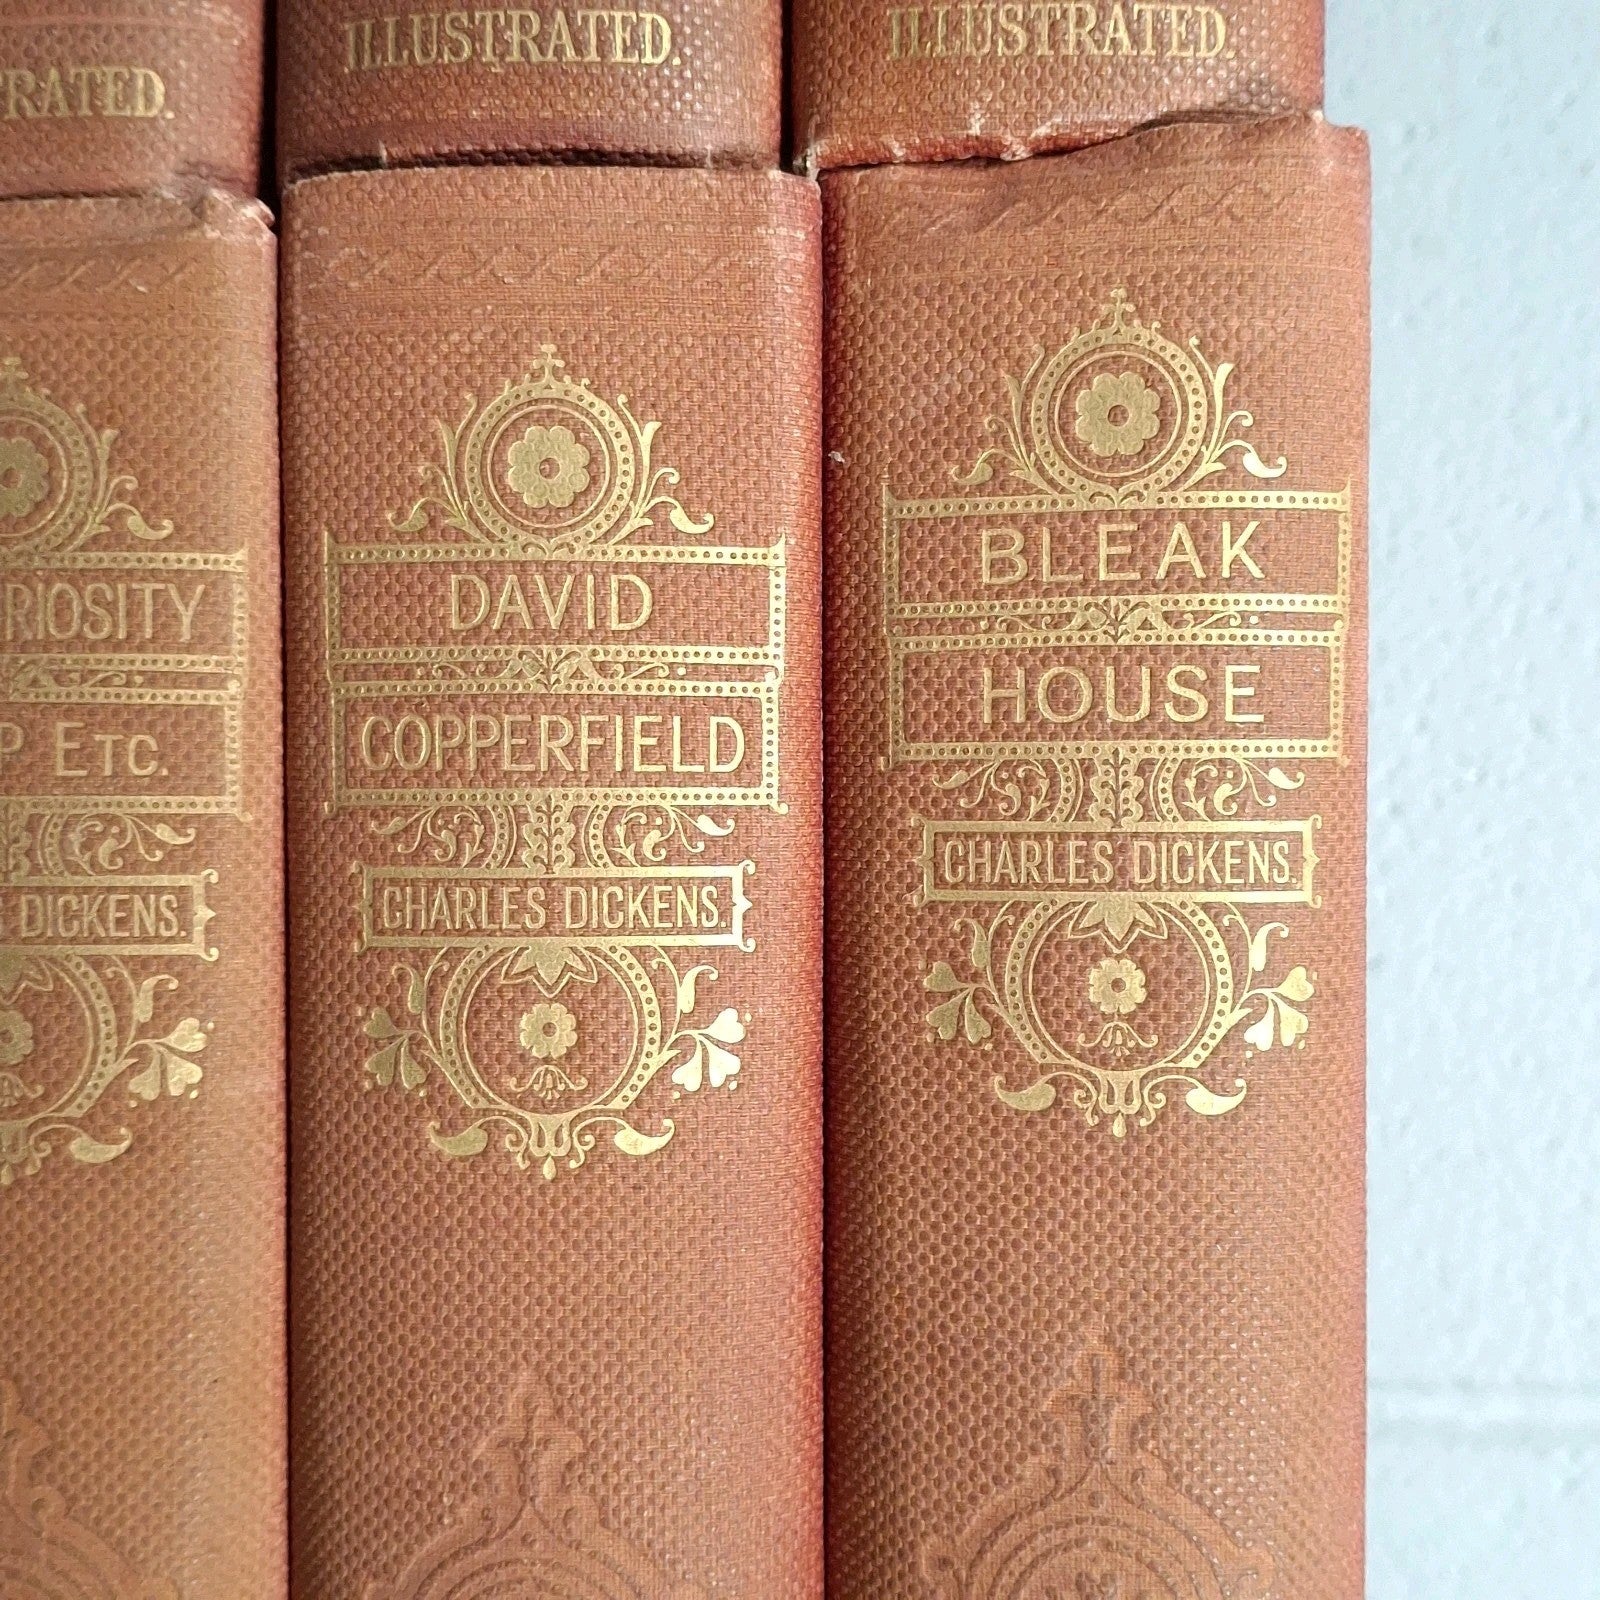 ILLUSTRATED.
ILLUSTRATED.
DAVID
COPPERFIELD
CHARLES DICKENS.
BLEAK
HOUSE
CHARLES DICKENS.
RATED.
RIOSITY
P ETC.
S DICKENS.